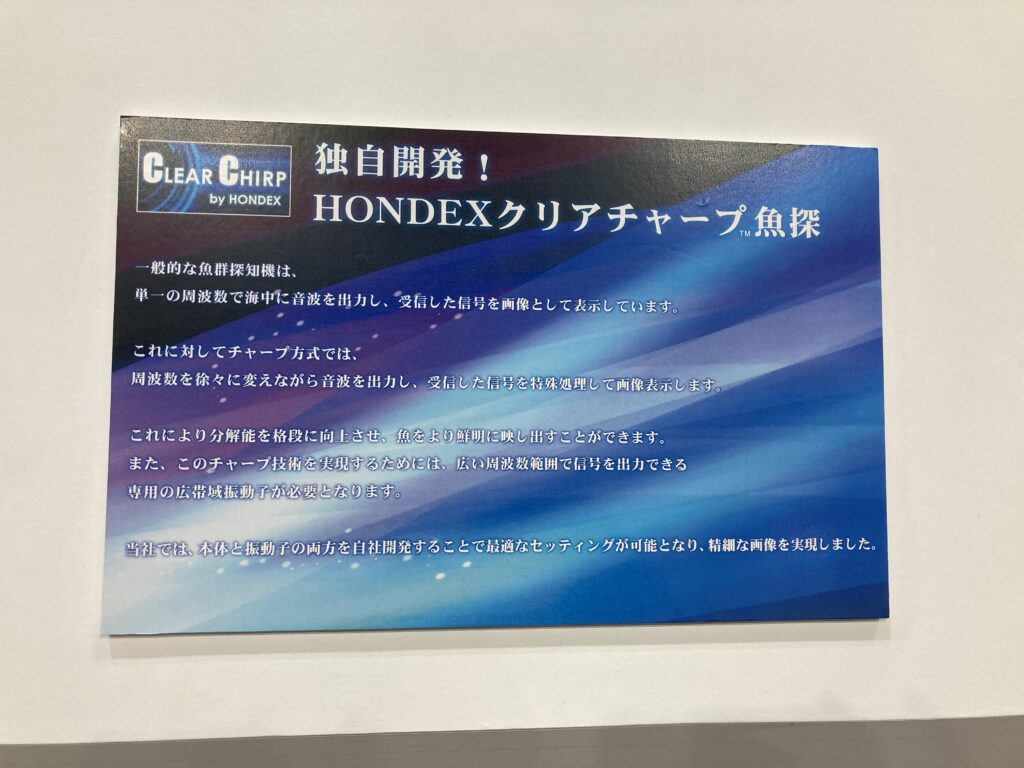 CLEAR CHIRP
by HONDEX
独自開発！
HONDEXクリアチャープ™魚探
一般的な魚群探知機は、
単一の周波数で海中に音波を出力し、受信した信号を画像として表示しています。
これに対してチャープ方式では、
周波数を徐々に変えながら音波を出力し、受信した信号を特殊処理して画像表示します。
これにより分解能を格段に向上させ、魚をより鮮明に映し出すことができます。
また、このチャープ技術を実現するためには、広い周波数範囲で信号を出力できる
専用の広帯域振動子が必要となります。
当社では、本体と振動子の両方を自社開発することで最適なセッティングが可能となり、精細な画像を実現しました。